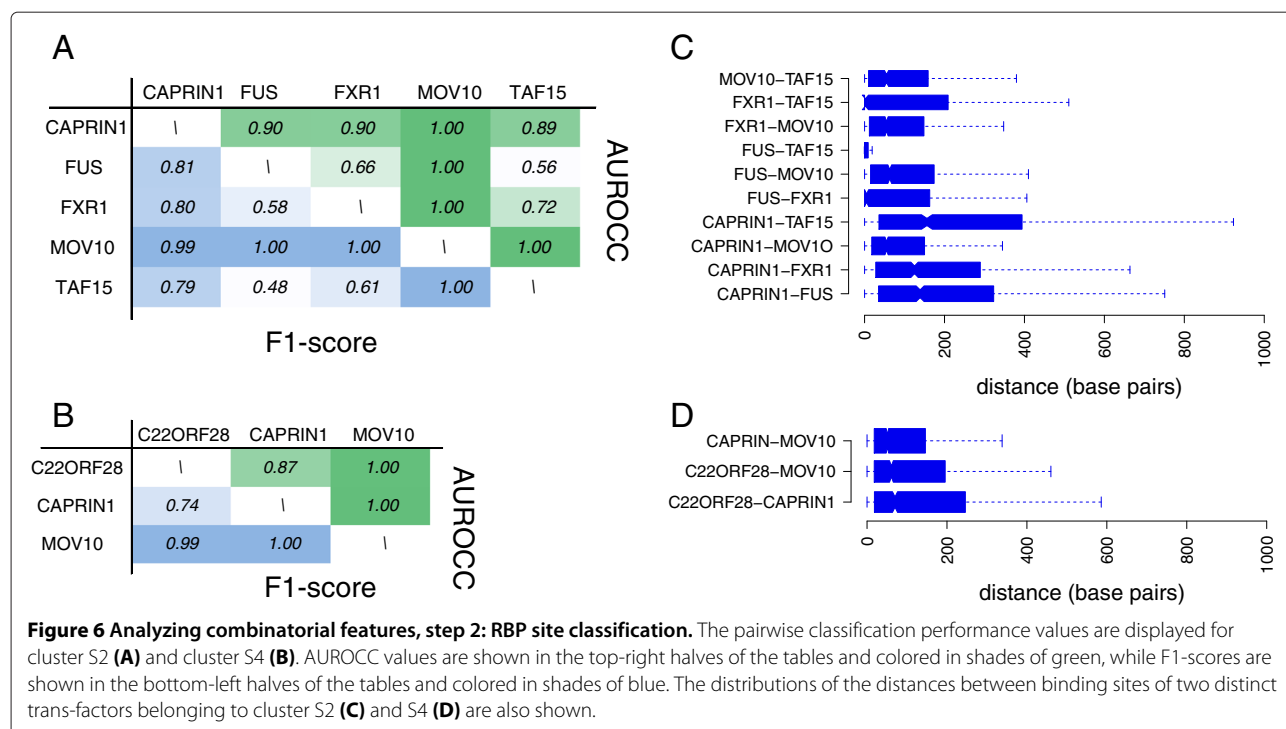 A
CAPRIN1 FUS FXR1 MOV10 TAF15
CAPRIN1 \ 0.90 0.90 1.00 0.89
FUS 0.81 \ 0.66 1.00 0.56
FXR1 0.80 0.58 \ 1.00 0.72
MOV10 0.99 1.00 1.00 \ 1.00
TAF15 0.79 0.48 0.61 1.00 \
AUROCC
F1-score
B
C22ORF28 CAPRIN1 MOV10
C22ORF28 \ 0.87 1.00
CAPRIN1 0.74 \ 1.00
MOV10 0.99 1.00 \
AUROCC
F1-score
C
MOV10−TAF15
FXR1−TAF15
FXR1−MOV10
FUS−TAF15
FUS−MOV10
FUS−FXR1
CAPRIN1−TAF15
CAPRIN1−MOV1O
CAPRIN1−FXR1
CAPRIN1−FUS
0 200 400 600 800 1000
distance (base pairs)
D
CAPRIN−MOV10
C22ORF28−MOV10
C22ORF28−CAPRIN1
0 200 400 600 800 1000
distance (base pairs)
Figure 6 Analyzing combinatorial features, step 2: RBP site classification. The pairwise classification performance values are displayed for
cluster S2 (A) and cluster S4 (B). AUROCC values are shown in the top-right halves of the tables and colored in shades of green, while F1-scores are
shown in the bottom-left halves of the tables and colored in shades of blue. The distributions of the distances between binding sites of two distinct
trans-factors belonging to cluster S2 (C) and S4 (D) are also shown.